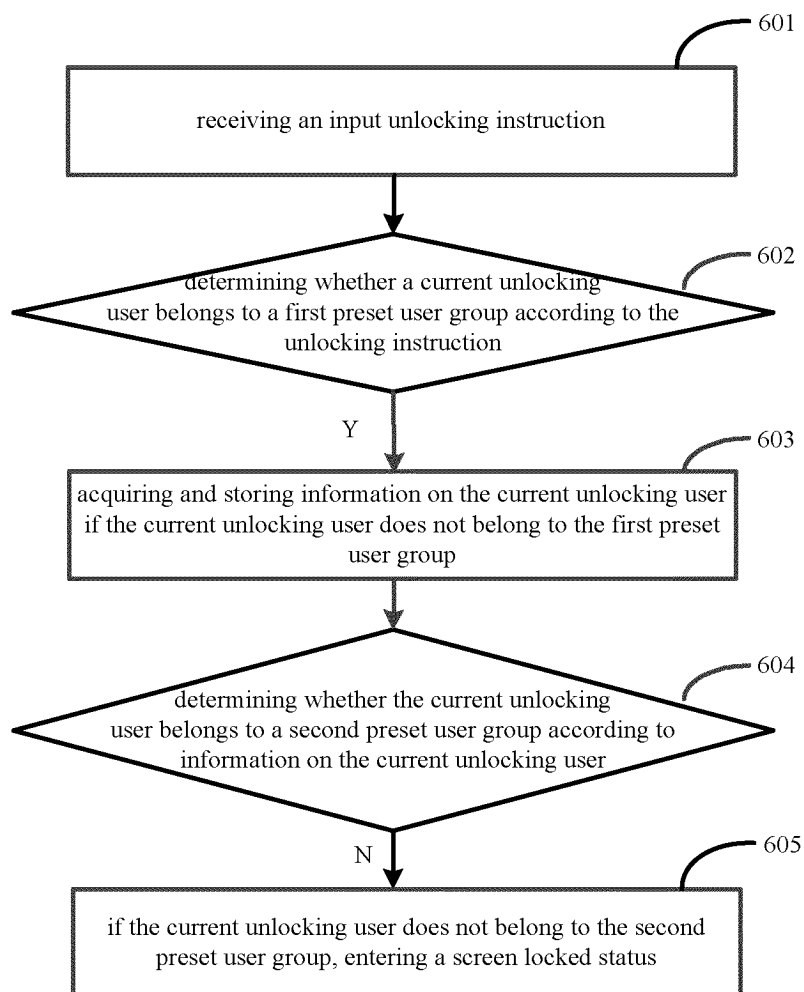 601
receiving an input unlocking instruction
602
determining whether a current unlocking
user belongs to a first preset user group according to the
unlocking instruction
Y
603
acquiring and storing information on the current unlocking user
if the current unlocking user does not belong to the first preset
user group
604
determining whether the current unlocking
user belongs to a second preset user group according to
information on the current unlocking user
N
605
if the current unlocking user does not belong to the second
preset user group, entering a screen locked status